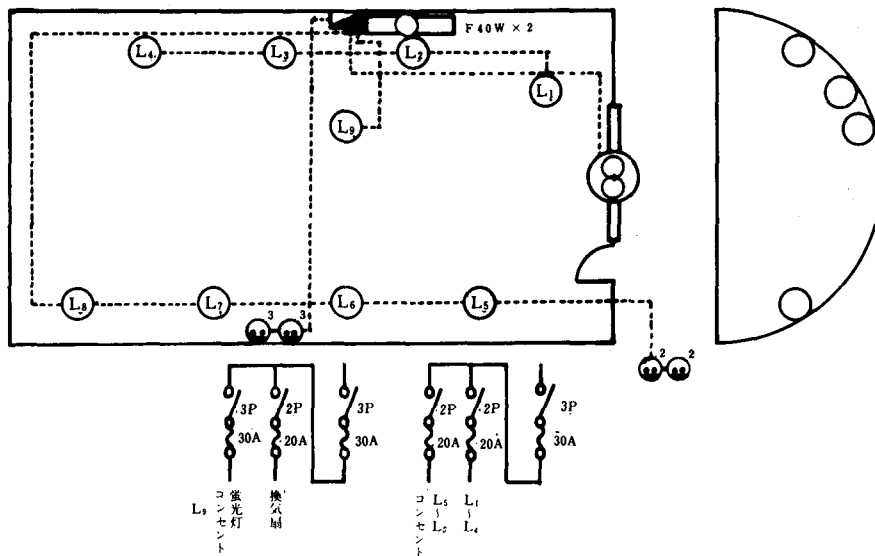 F40W×2
L4 L3 L2
L1
L9
L8 L7 L6 L5
3 3
2 2
3P 2P 3P
30A 20A 30A
2P 2P 3P
20A 20A 30A
蛍光灯
コンセント
L9
換気扇
L5~L8
コンセント
L1~L4